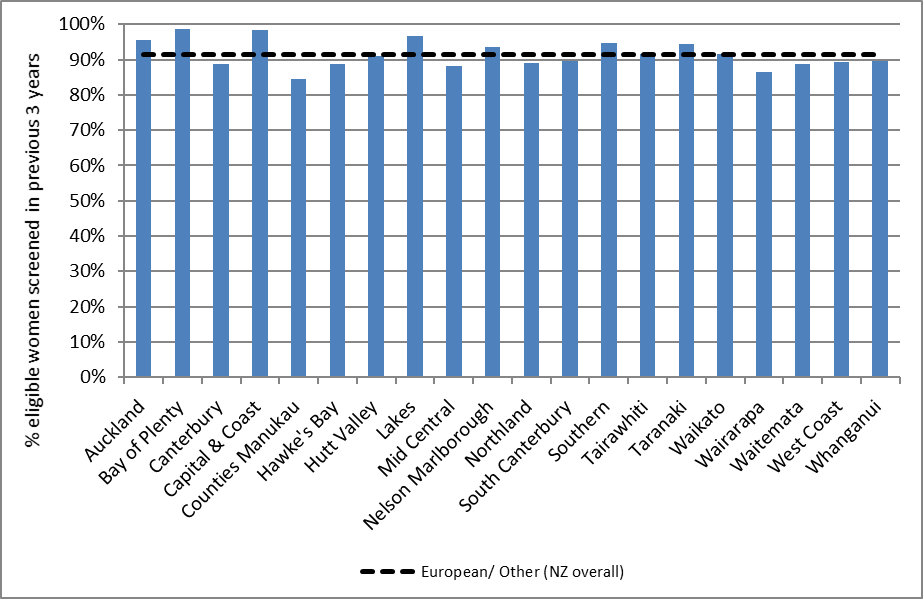 % eligible women screened in previous 3 years
100%
90%
80%
70%
60%
50%
40%
30%
20%
10%
0%
Auckland
Bay of Plenty
Canterbury
Capital & Coast
Counties Manukau
Hawke's Bay
Hutt Valley
Lakes
Mid Central
Nelson Marlborough
Northland
South Canterbury
Southern
Tairawhiti
Taranaki
Waikato
Wairarapa
Waitemata
West Coast
Whanganui
European/ Other (NZ overall)